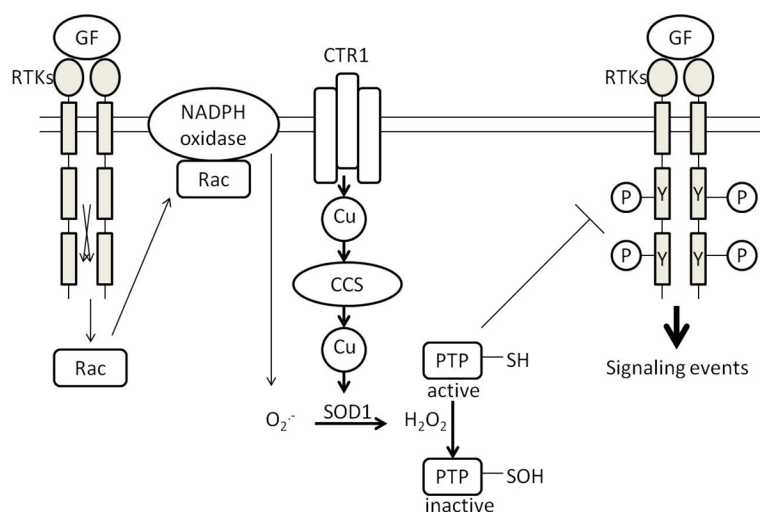 GF
RTKs
NADPH
oxidase
Rac
CTR1
Cu
CCS
Cu
SOD1
Rac
O₂·-
H₂O₂
PTP
SH
active
PTP
SOH
inactive
GF
RTKs
P
Y
Y
P
P
Y
Y
P
Signaling events